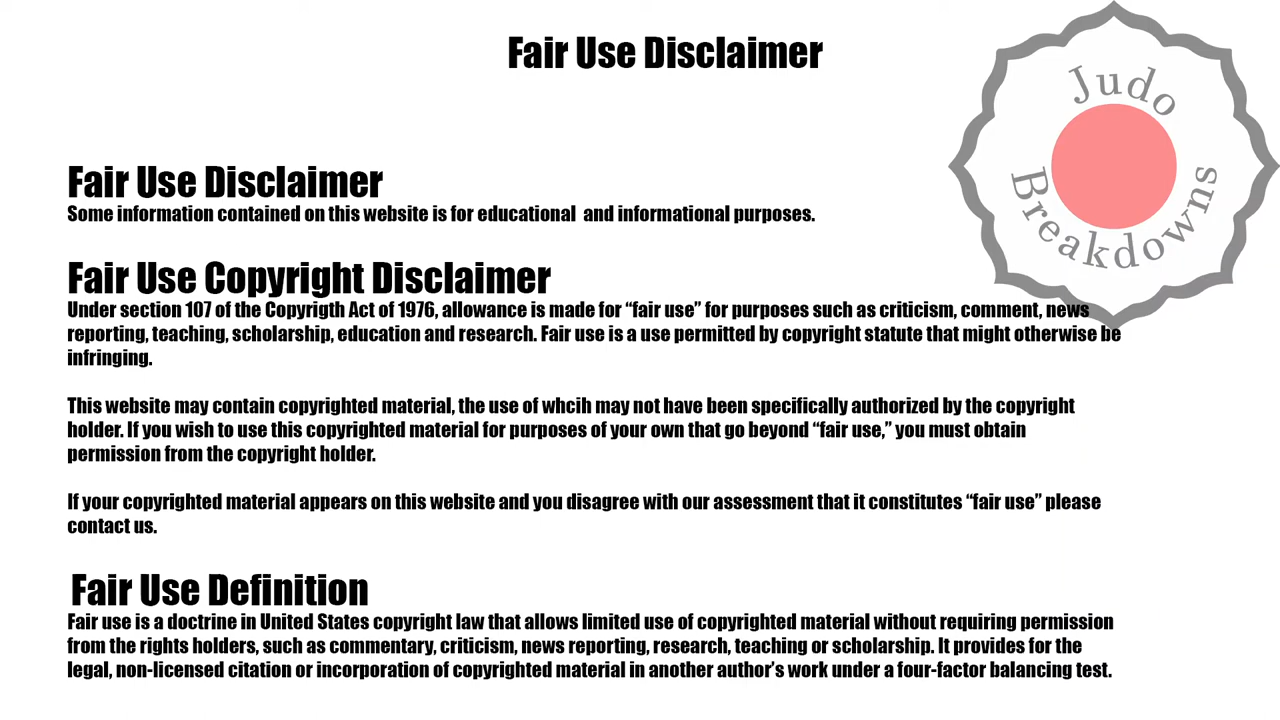 Fair Use Disclaimer
Judo
Breakdowns
Fair Use Disclaimer
Some information contained on this website is for educational  and informational purposes.
Fair Use Copyright Disclaimer
Under section 107 of the Copyrigth Act of 1976, allowance is made for “fair use” for purposes such as criticism, comment, news
reporting, teaching, scholarship, education and research. Fair use is a use permitted by copyright statute that might otherwise be
infringing.
This website may contain copyrighted material, the use of whcih may not have been specifically authorized by the copyright
holder. If you wish to use this copyrighted material for purposes of your own that go beyond “fair use,” you must obtain
permission from the copyright holder.
If your copyrighted material appears on this website and you disagree with our assessment that it constitutes “fair use” please
contact us.
Fair Use Definition
Fair use is a doctrine in United States copyright law that allows limited use of copyrighted material without requiring permission
from the rights holders, such as commentary, criticism, news reporting, research, teaching or scholarship. It provides for the
legal, non-licensed citation or incorporation of copyrighted material in another author’s work under a four-factor balancing test.